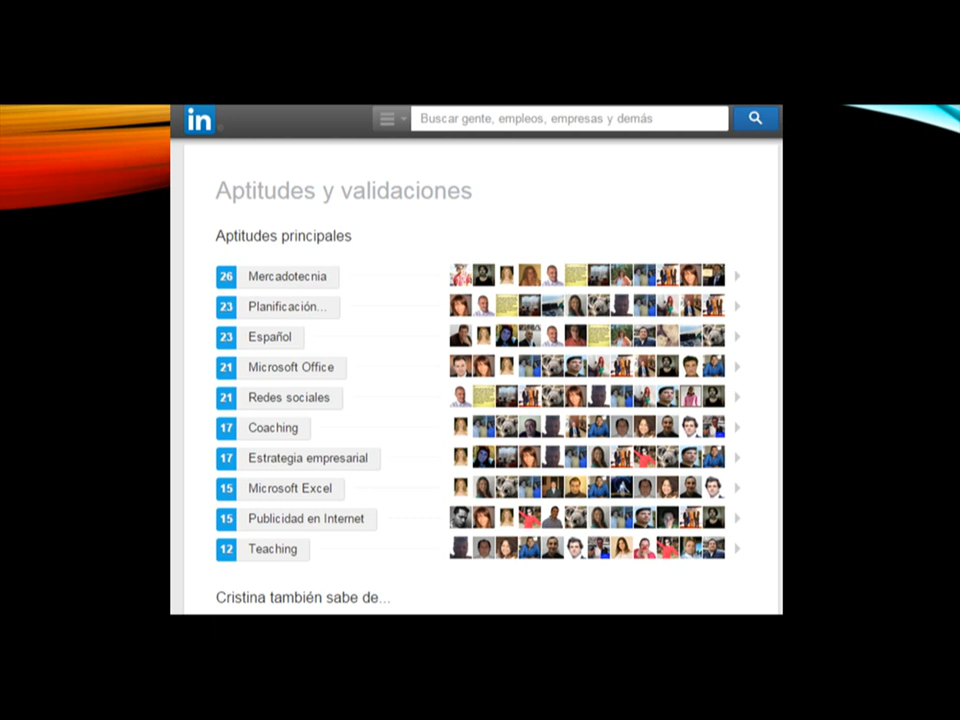 in
Buscar gente, empleos, empresas y demás
Aptitudes y validaciones
Aptitudes principales
26 Mercadotecnia
23 Planificación...
23 Español
21 Microsoft Office
21 Redes sociales
17 Coaching
17 Estrategia empresarial
15 Microsoft Excel
15 Publicidad en Internet
12 Teaching
Cristina también sabe de...